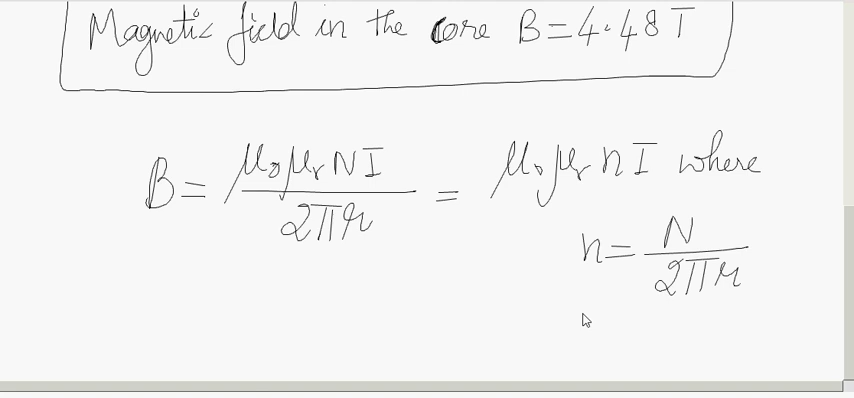 Magnetic field in the core B=4.48T
B = μ₀μᵣNI / 2πr = μ₀μᵣnI where
n = N / 2πr